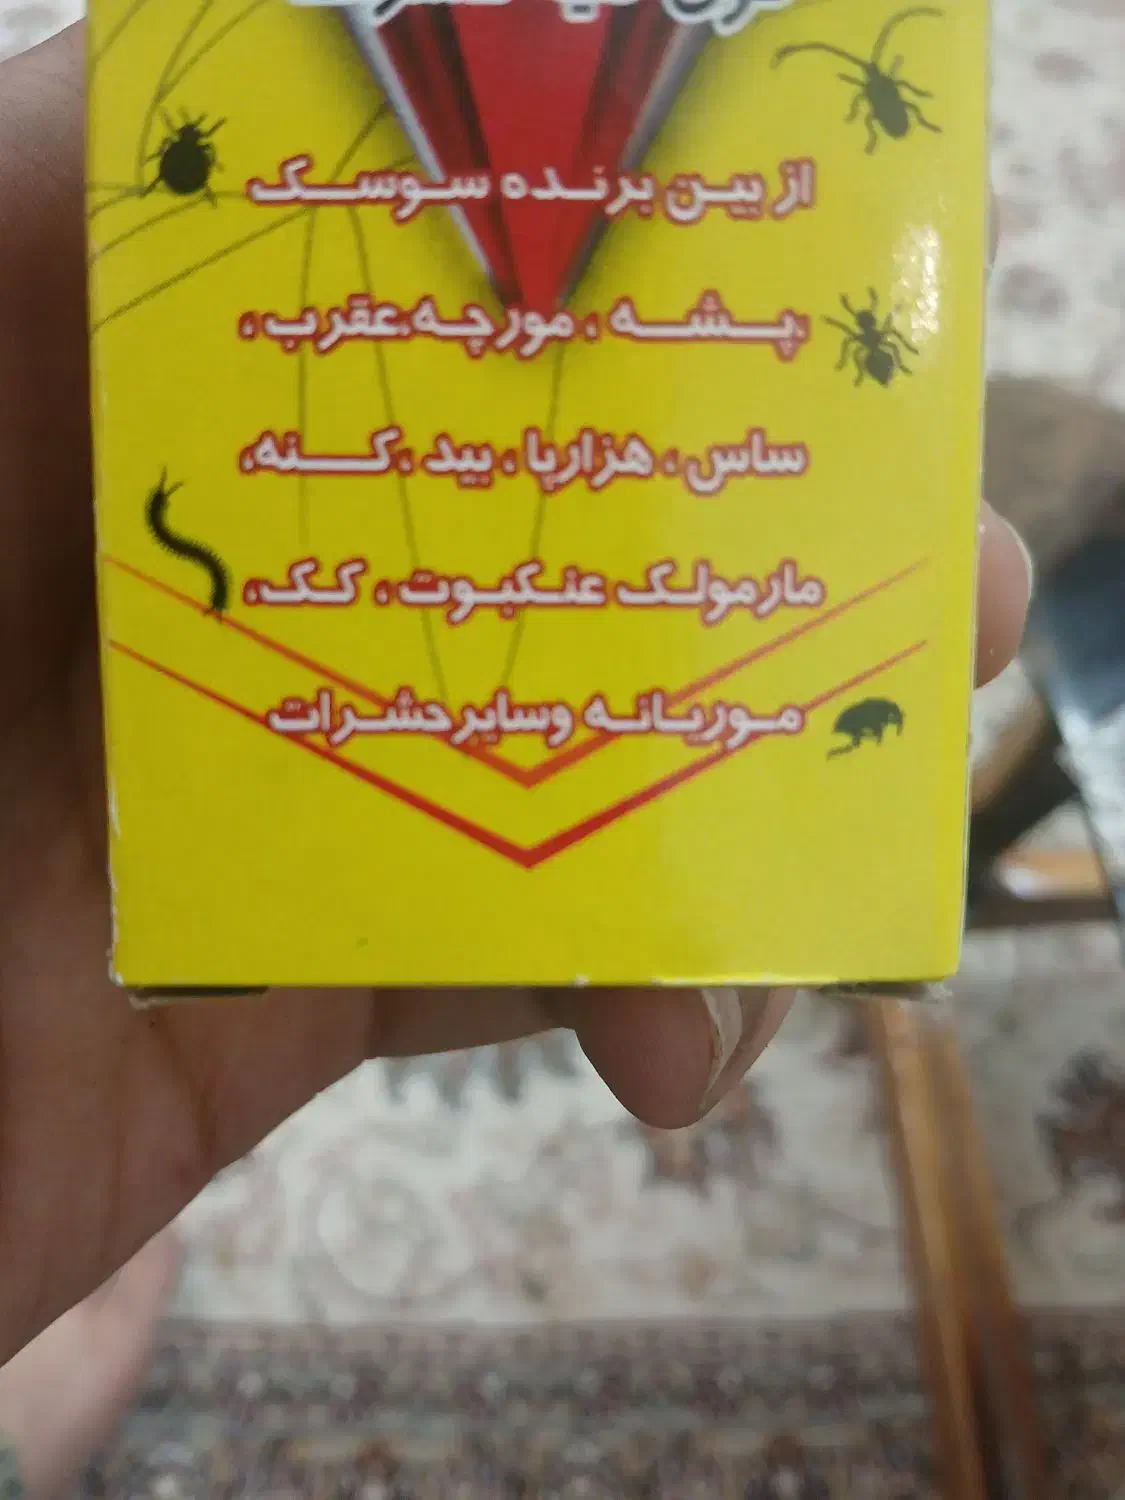 از بین برنده سوسک
پشه ، مورچه، عقرب ،
ساس ، هزارپا ، بید ، کنه،
مارمولک عنکبوت ، کک،
موریانه وسایر حشرات